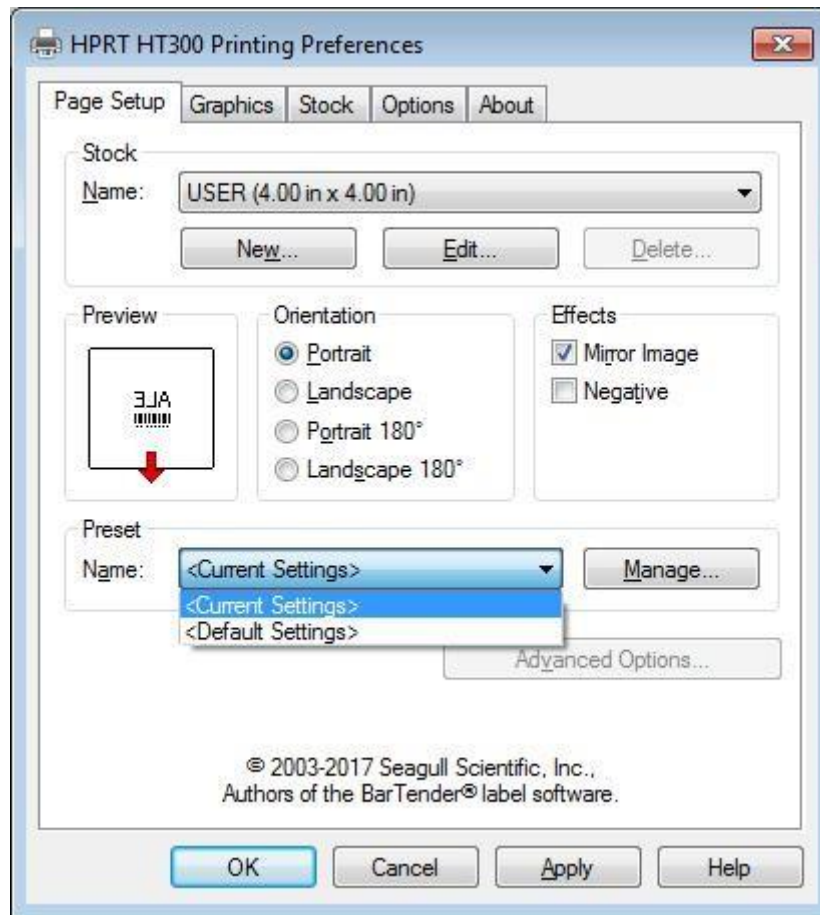 HPRT HT300 Printing Preferences
Page Setup Graphics Stock Options About
Stock
Name: USER (4.00 in x 4.00 in)
New... Edit... Delete...
Preview Orientation Effects
Portrait Mirror Image
Landscape Negative
ALE
Portrait 180°
Landscape 180°
Preset
Name: <Current Settings> Manage...
<Current Settings>
<Default Settings>
Advanced Options...
© 2003-2017 Seagull Scientific, Inc.,
Authors of the BarTender® label software.
OK Cancel Apply Help